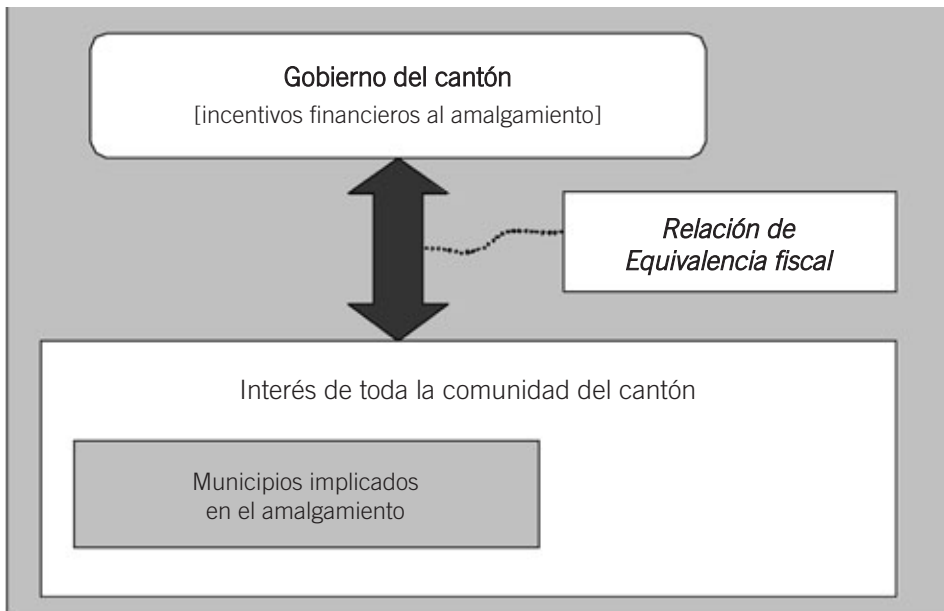 Gobierno del cantón
[incentivos financieros al amalgamiento]
Relación de
Equivalencia fiscal
Interés de toda la comunidad del cantón
Municipios implicados
en el amalgamiento